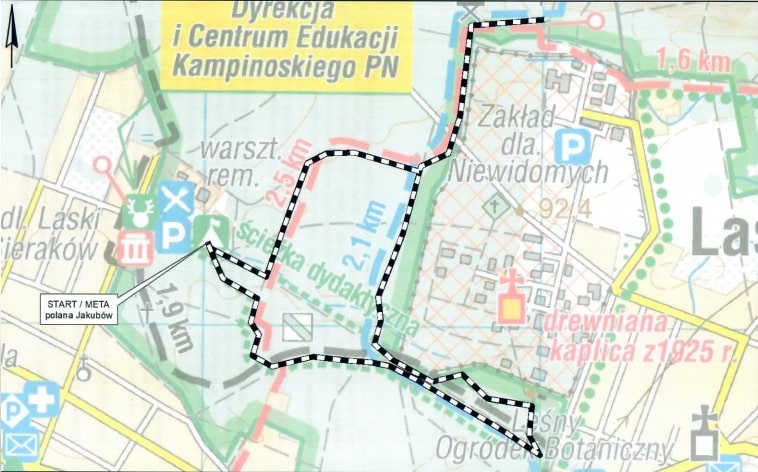 Dyrekcja
i Centrum Edukacji
Kampinoskiego PN
1,6 km
Zakład
dla.
Niewidomych
P
warszt.
rem.
2,5 km
92,4
dl. Laski
Sieraków
P
ścieżka dydaktyczna
2,1 km
Las
START / META
polana Jakubów
1,9 km
drewniana
kaplica z 1925 r.
P
Leśny
Ogródek Botaniczny